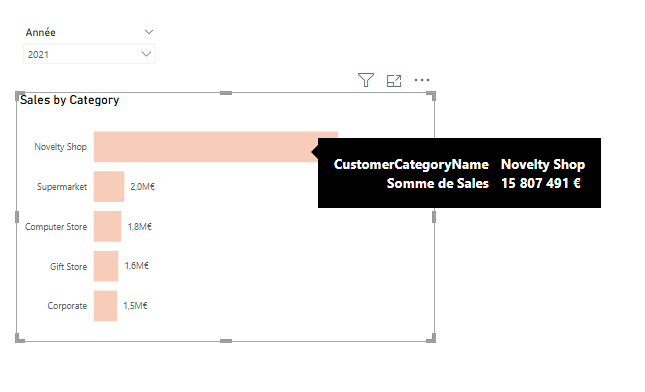 Année
2021
Sales by Category
Novelty Shop
CustomerCategoryName Novelty Shop
Somme de Sales 15 807 491 €
Supermarket 2,0M€
Computer Store 1,8M€
Gift Store 1,6M€
Corporate 1,5M€